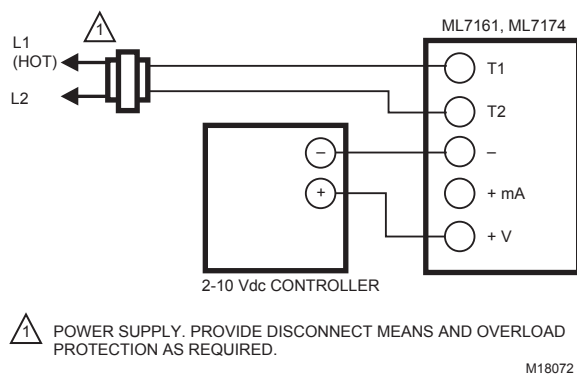 ML7161, ML7174
1
L1
(HOT)
L2
T1
T2
–
+ mA
+ V
–
+
2-10 Vdc CONTROLLER
1 POWER SUPPLY. PROVIDE DISCONNECT MEANS AND OVERLOAD
PROTECTION AS REQUIRED.
M18072